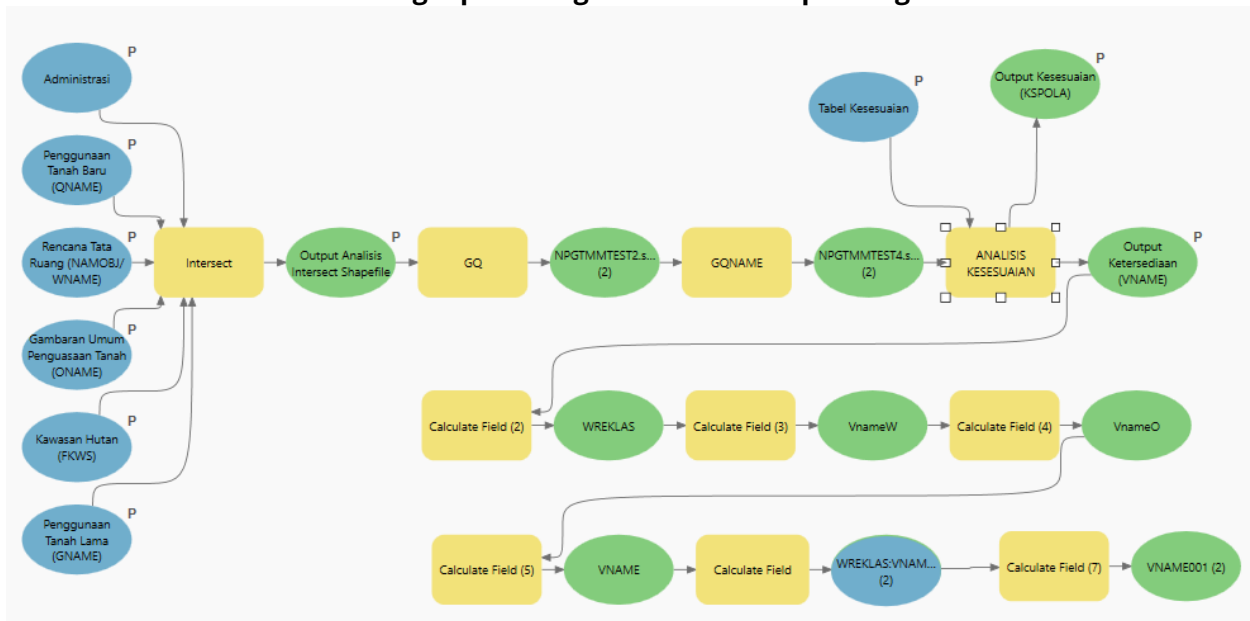 P
Administrasi
P
Penggunaan
Tanah Baru
(QNAME)
P
Rencana Tata
Ruang (NAMOBJ/
WNAME)
P
Gambaran Umum
Penguasaan Tanah
(ONAME)
P
Kawasan Hutan
(FKWS)
P
Penggunaan
Tanah Lama
(GNAME)
Intersect
P
Output Analisis
Intersect Shapefile
GQ
NPGTMMTEST2.s...
(2)
GQNAME
NPGTMMTEST4.s...
(2)
P
Tabel Kesesuaian
P
Output Kesesuaian
(KSPOLA)
ANALISIS
KESESUAIAN
P
Output
Ketersediaan
(VNAME)
Calculate Field (2)
WREKLAS
Calculate Field (3)
VnameW
Calculate Field (4)
VnameO
Calculate Field (5)
VNAME
Calculate Field
WREKLAS:VNAM...
(2)
Calculate Field (7)
VNAME001 (2)